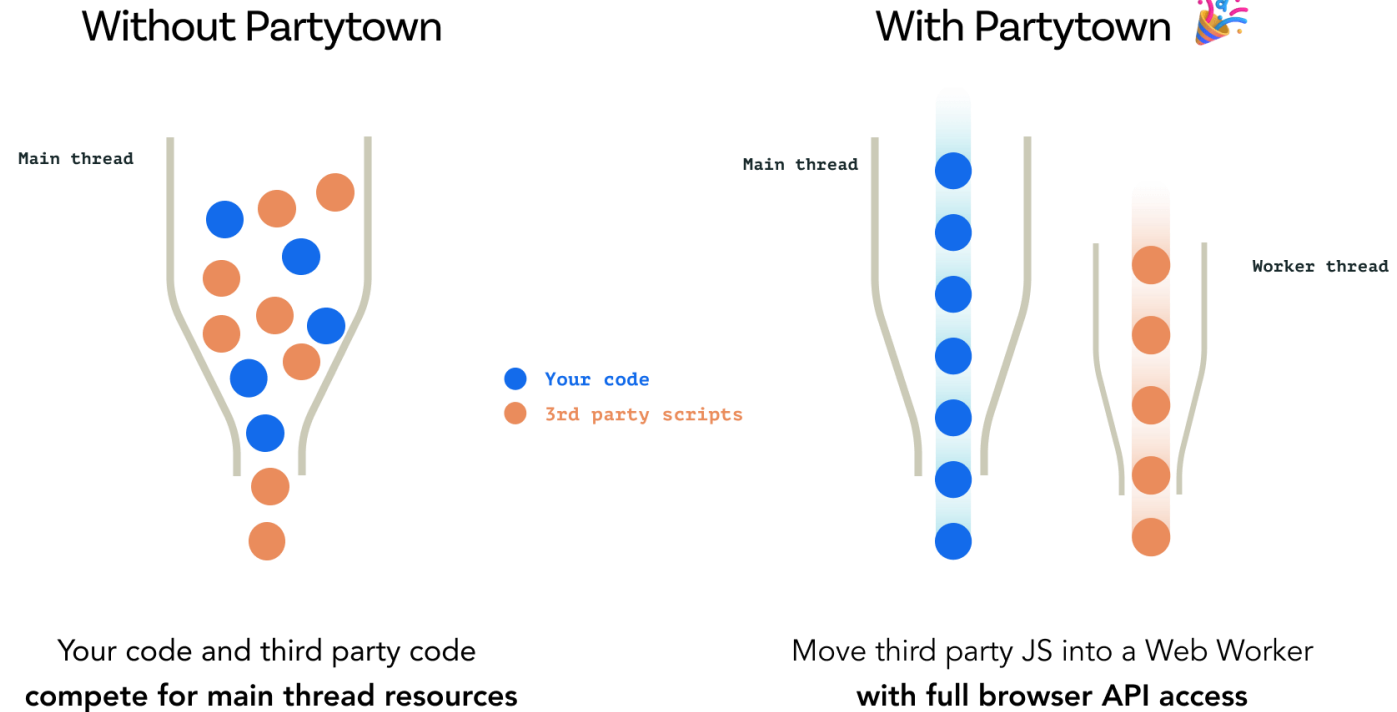 Without Partytown
With Partytown
Main thread
Main thread
Worker thread
Your code
3rd party scripts
Your code and third party code
compete for main thread resources
Move third party JS into a Web Worker
with full browser API access